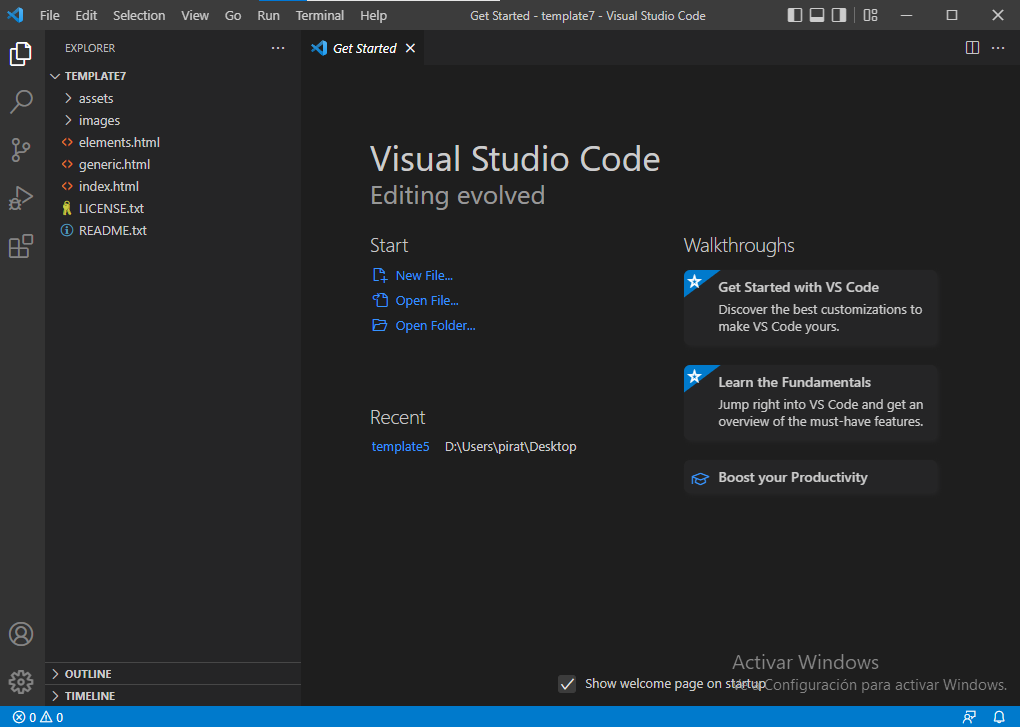 File Edit Selection View Go Run Terminal Help Get Started - template7 - Visual Studio Code
EXPLORER
TEMPLATE7
assets
images
elements.html
generic.html
index.html
LICENSE.txt
README.txt
OUTLINE
TIMELINE
0 0
Get Started
Visual Studio Code
Editing evolved
Start
New File...
Open File...
Open Folder...
Recent
template5 D:\Users\pirat\Desktop
Walkthroughs
Get Started with VS Code
Discover the best customizations to
make VS Code yours.
Learn the Fundamentals
Jump right into VS Code and get an
overview of the must-have features.
Boost your Productivity
Show welcome page on startup
Activar Windows
Ve a Configuración para activar Windows.